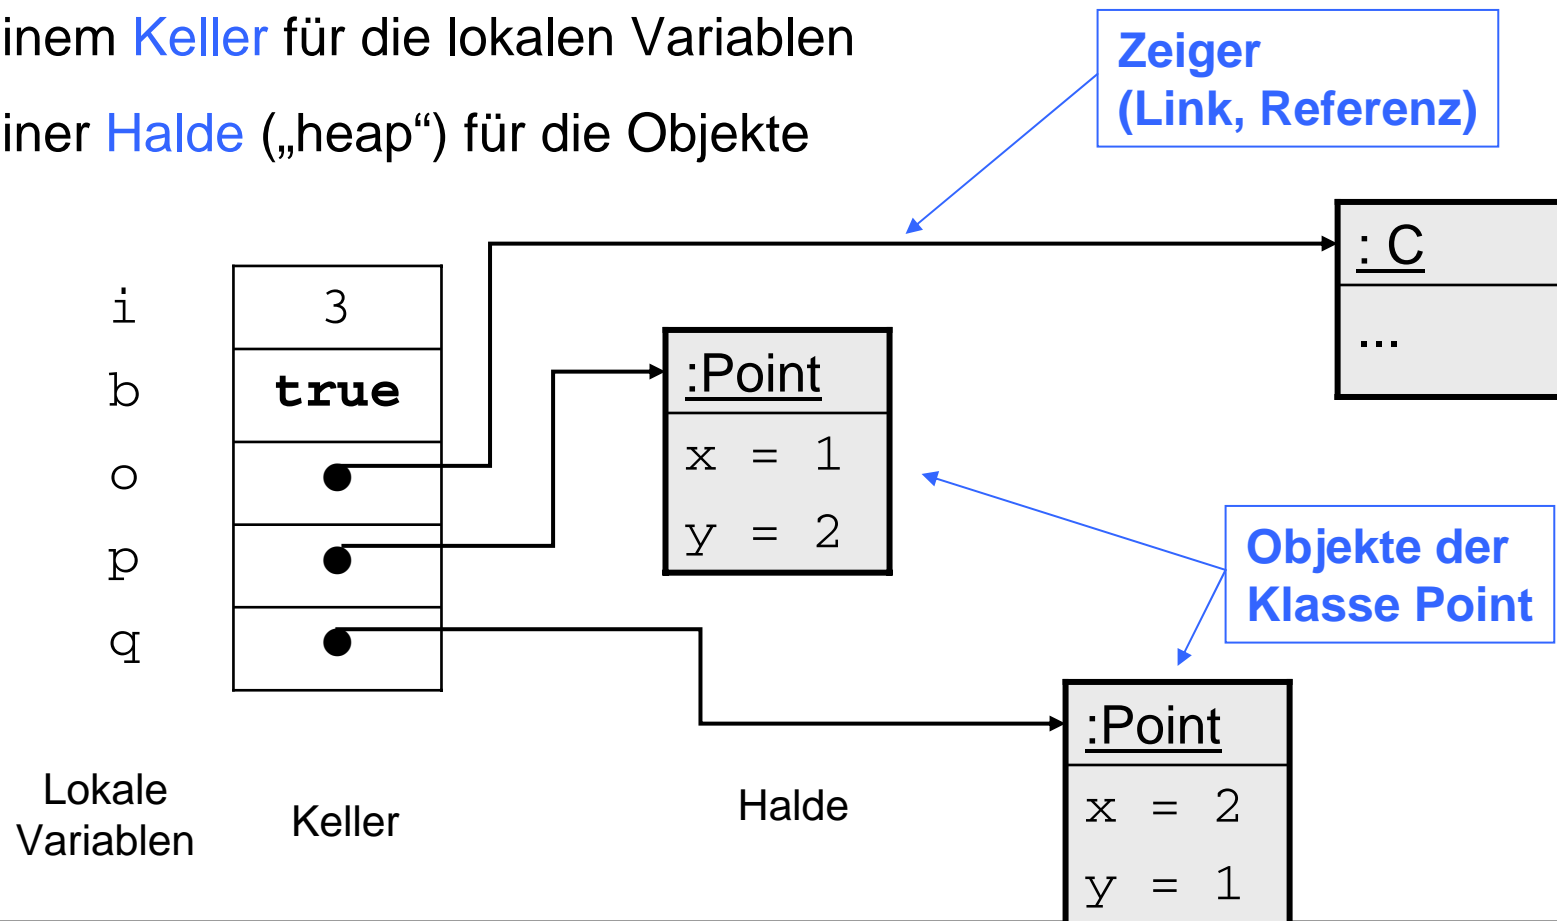 inem Keller für die lokalen Variablen
iner Halde („heap“) für die Objekte
Zeiger
(Link, Referenz)
: C
...
i 3
b true
o
p
q
:Point
x = 1
y = 2
Objekte der
Klasse Point
:Point
x = 2
y = 1
Lokale
Variablen
Keller
Halde